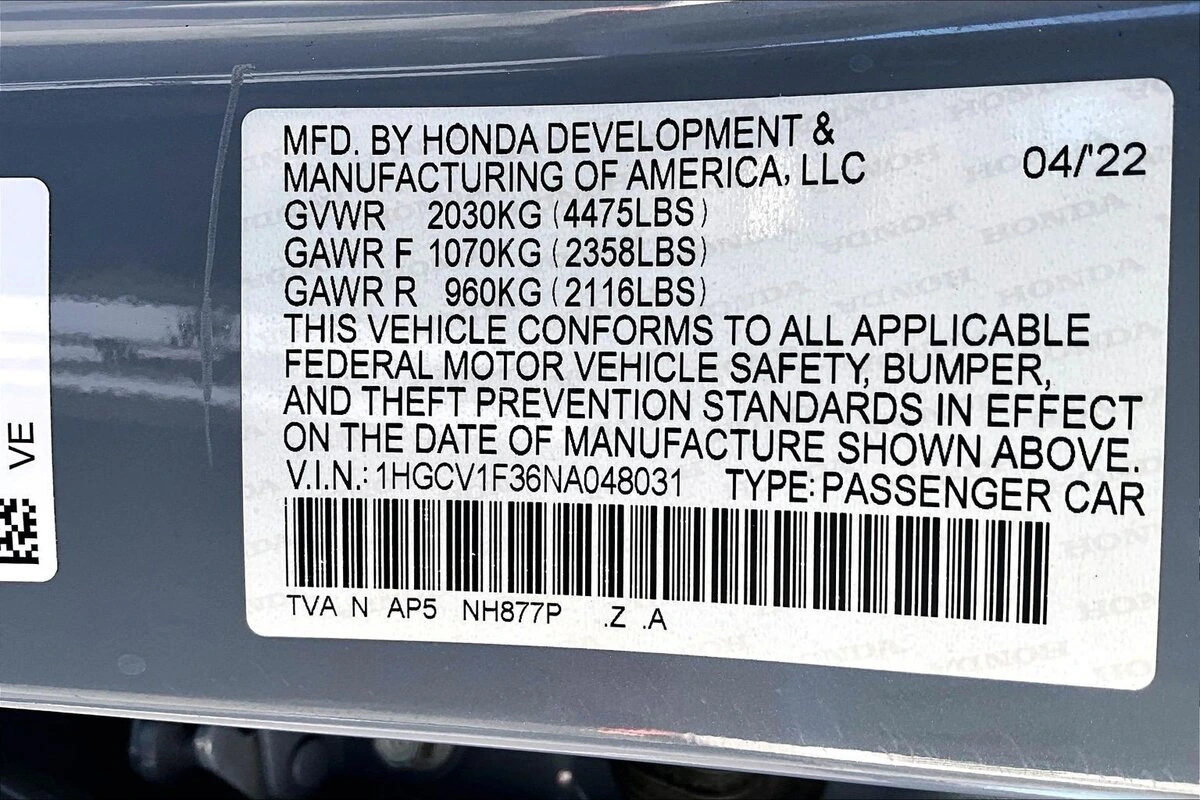 MFD. BY HONDA DEVELOPMENT &
MANUFACTURING OF AMERICA, LLC 04/'22
GVWR 2030KG (4475LBS)
GAWR F 1070KG (2358LBS)
GAWR R 960KG (2116LBS)
THIS VEHICLE CONFORMS TO ALL APPLICABLE
FEDERAL MOTOR VEHICLE SAFETY, BUMPER,
AND THEFT PREVENTION STANDARDS IN EFFECT
ON THE DATE OF MANUFACTURE SHOWN ABOVE.
V.I.N.: 1HGCV1F36NA048031 TYPE: PASSENGER CAR
TVA N AP5 NH877P .Z .A
VE